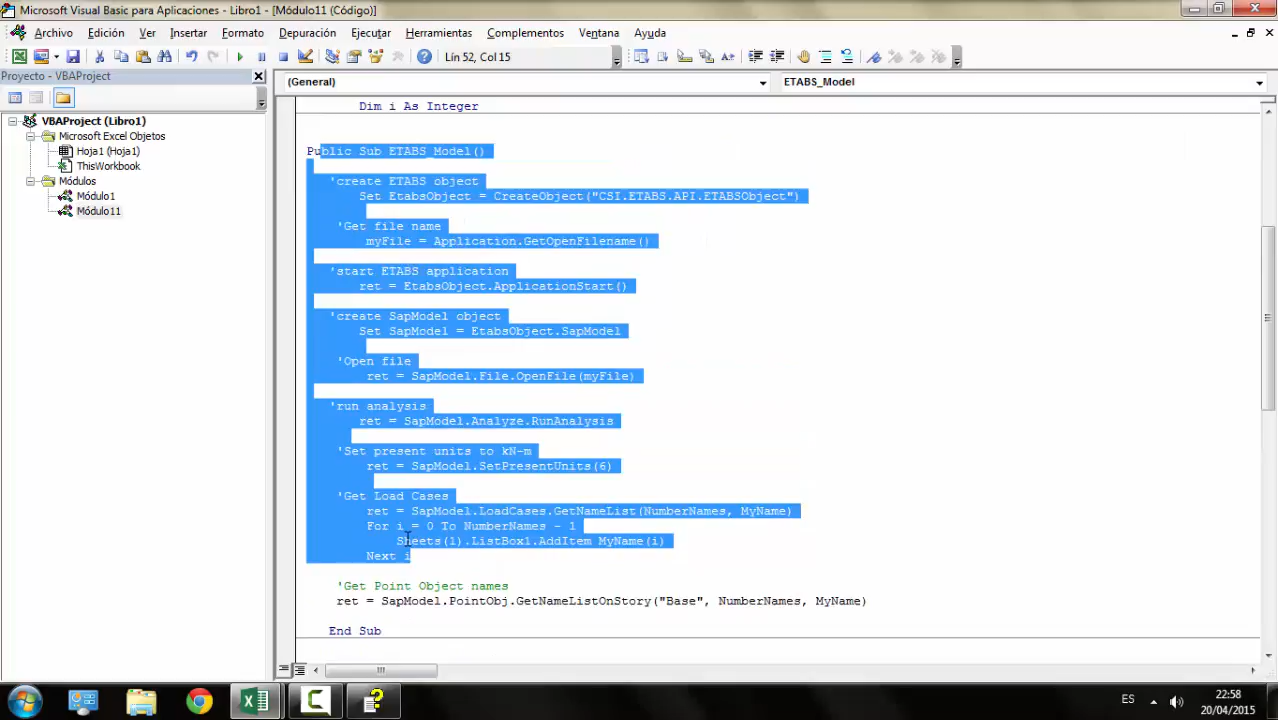 Microsoft Visual Basic para Aplicaciones - Libro1 - [Módulo11 (Código)]
Archivo Edición Ver Insertar Formato Depuración Ejecutar Herramientas Complementos Ventana Ayuda
Lín 52, Col 15
Proyecto - VBAProject
(General)
ETABS_Model
VBAProject (Libro1)
Microsoft Excel Objetos
Hoja1 (Hoja1)
ThisWorkbook
Módulos
Módulo1
Módulo11
Dim i As Integer
Public Sub ETABS_Model()
'create ETABS object
Set EtabsObject = CreateObject("CSI.ETABS.API.ETABSObject")
'Get file name
myFile = Application.GetOpenFilename()
'start ETABS application
ret = EtabsObject.ApplicationStart()
'create SapModel object
Set SapModel = EtabsObject.SapModel
'Open file
ret = SapModel.File.OpenFile(myFile)
'run analysis
ret = SapModel.Analyze.RunAnalysis
'Set present units to kN-m
ret = SapModel.SetPresentUnits(6)
'Get Load Cases
ret = SapModel.LoadCases.GetNameList(NumberNames, MyName)
For i = 0 To NumberNames - 1
Sheets(1).ListBox1.AddItem MyName(i)
Next i
'Get Point Object names
ret = SapModel.PointObj.GetNameListOnStory("Base", NumberNames, MyName)
End Sub
ES
22:58
20/04/2015